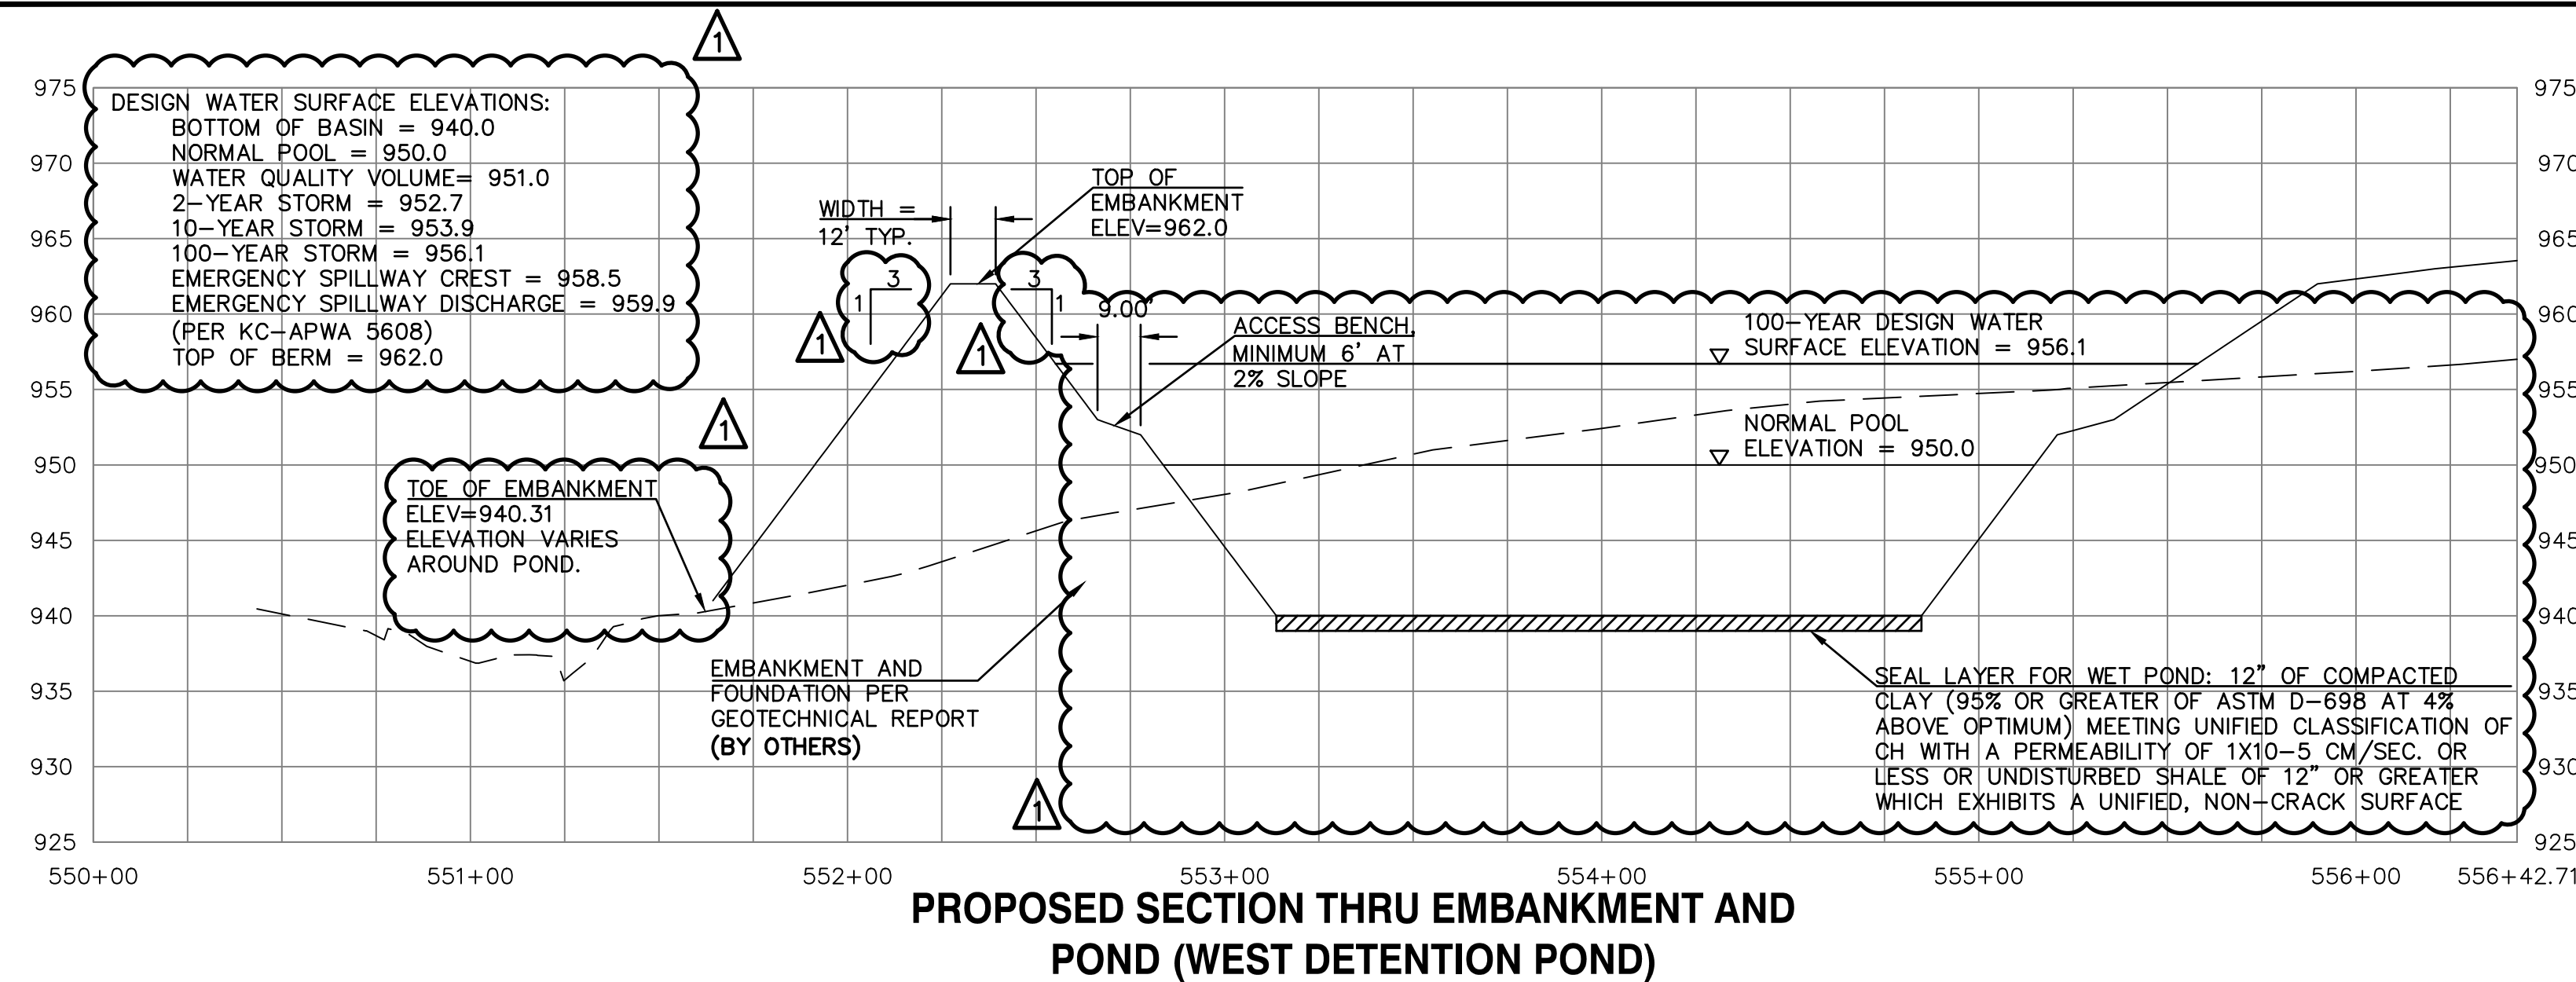 1
975
975
DESIGN WATER SURFACE ELEVATIONS:
BOTTOM OF BASIN = 940.0
NORMAL POOL = 950.0
WATER QUALITY VOLUME= 951.0
2-YEAR STORM = 952.7
10-YEAR STORM = 953.9
100-YEAR STORM = 956.1
EMERGENCY SPILLWAY CREST = 958.5
EMERGENCY SPILLWAY DISCHARGE = 959.9
(PER KC-APWA 5608)
TOP OF BERM = 962.0
970
970
TOP OF
EMBANKMENT
ELEV=962.0
WIDTH =
12' TYP.
965
965
3
1
3
1
9.00'
960
960
1
1
ACCESS BENCH,
MINIMUM 6' AT
2% SLOPE
100-YEAR DESIGN WATER
SURFACE ELEVATION = 956.1
955
955
1
NORMAL POOL
ELEVATION = 950.0
950
950
TOE OF EMBANKMENT
ELEV=940.31
ELEVATION VARIES
AROUND POND.
945
945
940
940
EMBANKMENT AND
FOUNDATION PER
GEOTECHNICAL REPORT
(BY OTHERS)
SEAL LAYER FOR WET POND: 12" OF COMPACTED
CLAY (95% OR GREATER OF ASTM D-698 AT 4%
ABOVE OPTIMUM) MEETING UNIFIED CLASSIFICATION OF
CH WITH A PERMEABILITY OF 1X10-5 CM/SEC. OR
LESS OR UNDISTURBED SHALE OF 12" OR GREATER
WHICH EXHIBITS A UNIFIED, NON-CRACK SURFACE
935
935
930
930
1
925
925
550+00 551+00 552+00 553+00 554+00 555+00 556+00 556+42.71
PROPOSED SECTION THRU EMBANKMENT AND
POND (WEST DETENTION POND)